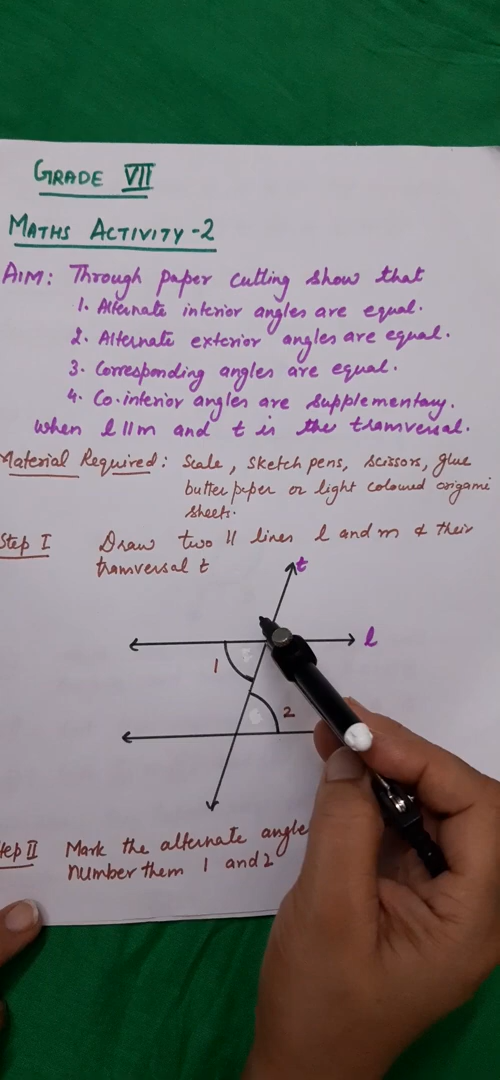 GRADE VII
MATHS ACTIVITY-2
AIM: Through paper cutting show that
1. Alternate interior angles are equal.
2. Alternate exterior angles are equal.
3. Corresponding angles are equal.
4. Co-interior angles are supplementary.
when l || m and t is the transversal.
Material Required: Scale, sketch pens, scissors, glue
butter paper or light coloured origami
sheets.
Step I Draw two || lines l and m & their
transversal t
t
l
1
2
Step II Mark the alternate angle
number them 1 and 2